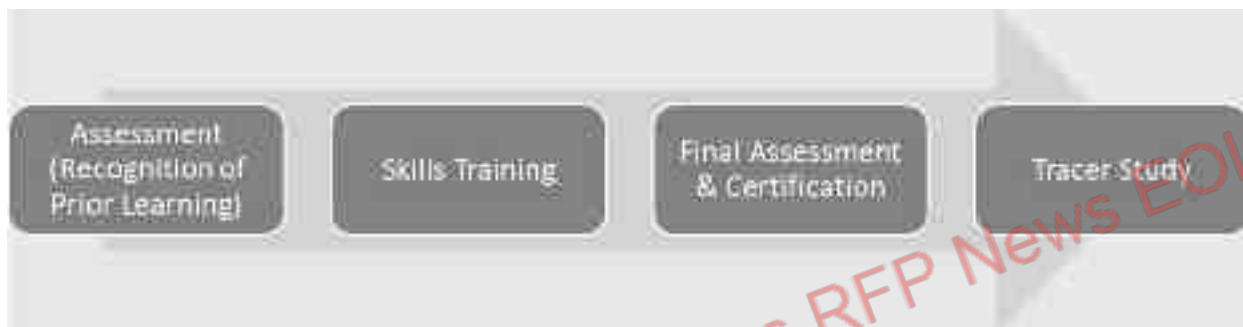 Assessment
(Recognition of
Prior Learning)
Skills Training
Final Assessment
& Certification
Tracer Study
RFP News EOI